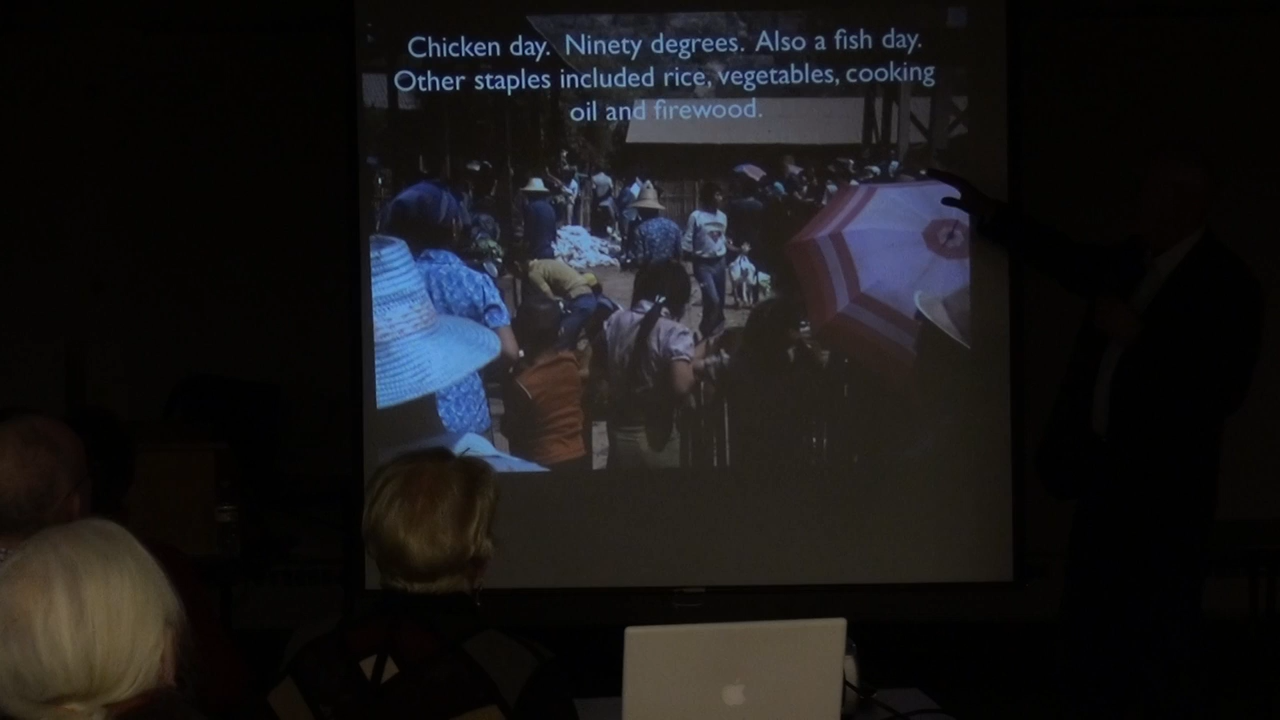 Chicken day. Ninety degrees. Also a fish day.
Other staples included rice, vegetables, cooking
oil and firewood.